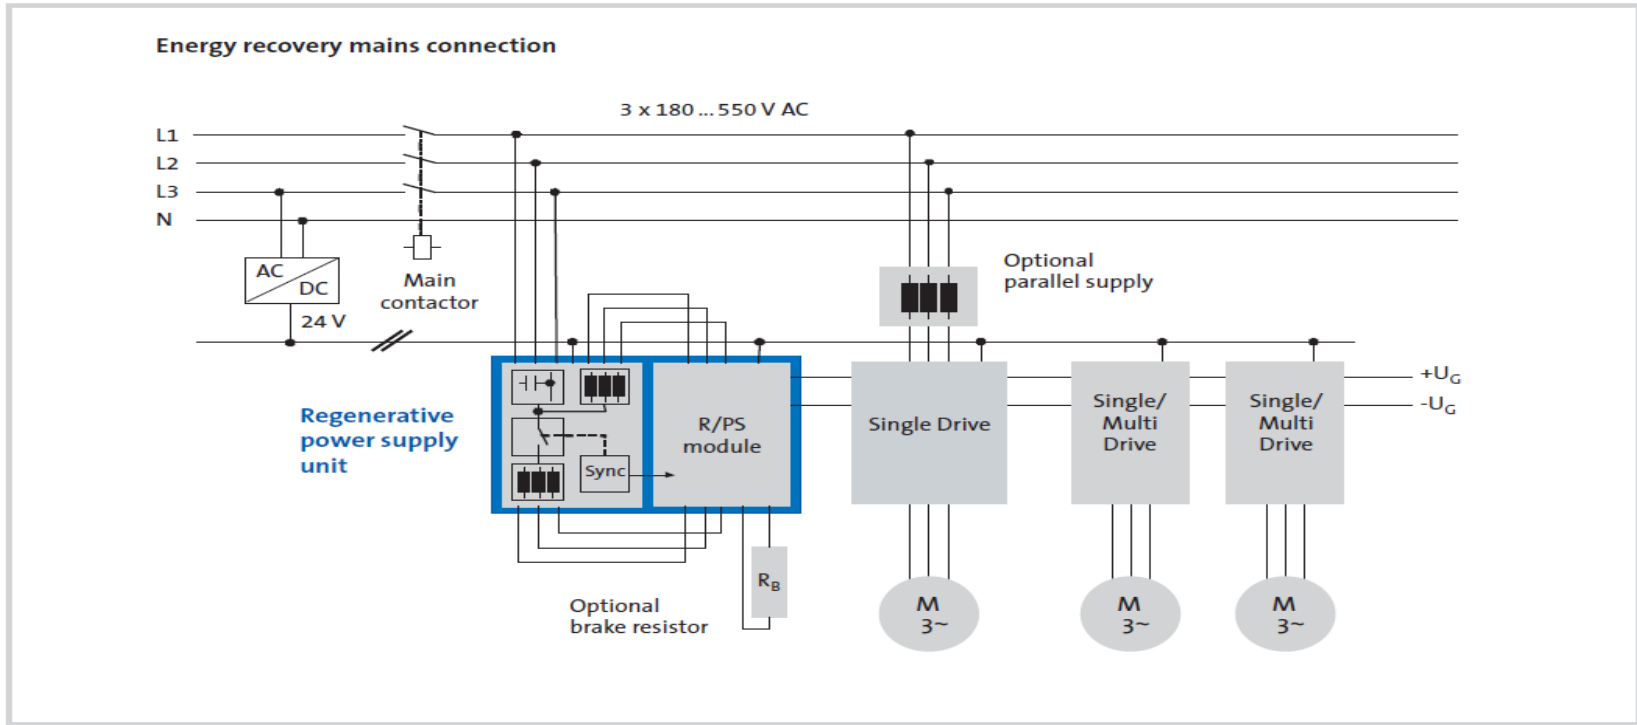 Energy recovery mains connection
3 x 180 ... 550 V AC
L1
L2
L3
N
AC
DC
24 V
Main
contactor
Optional
parallel supply
Regenerative
power supply
unit
Sync
R/PS
module
Single Drive
Single/
Multi
Drive
Single/
Multi
Drive
+UG
-UG
RB
Optional
brake resistor
M
3~
M
3~
M
3~